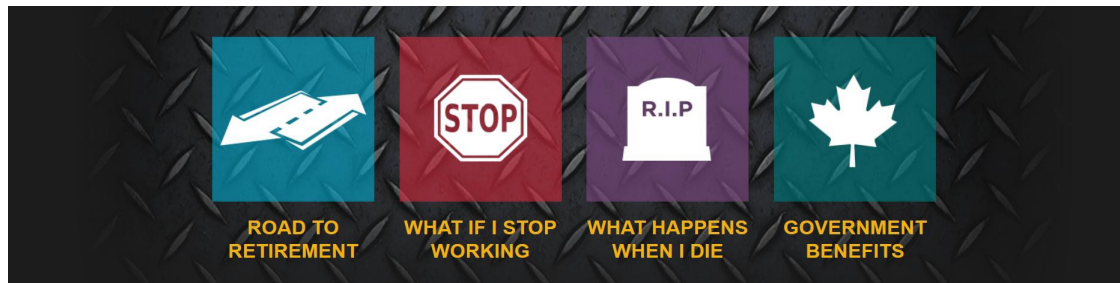 STOP
R.I.P
ROAD TO
RETIREMENT
WHAT IF I STOP
WORKING
WHAT HAPPENS
WHEN I DIE
GOVERNMENT
BENEFITS